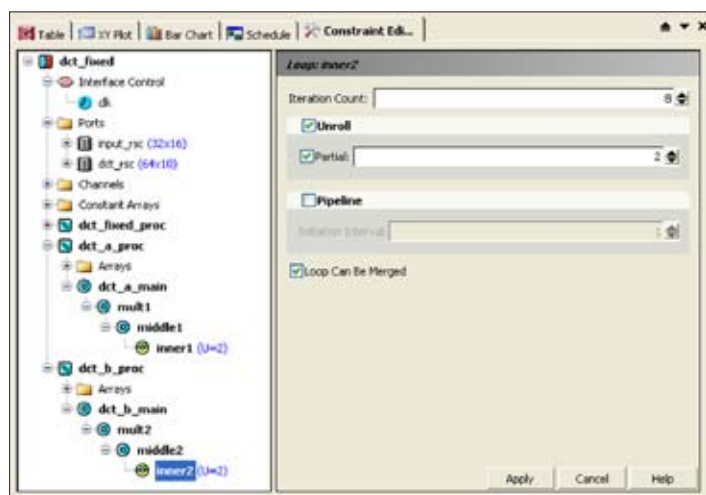 Table
XY Plot
Bar Chart
Schedule
Constraint Edi...
dct_fixed
Interface Control
clk
Ports
input_rsc (32x16)
dct_rsc (64x10)
Channels
Constant Arrays
dct_fixed_proc
dct_a_proc
Arrays
dct_a_main
mult1
middle1
inner1 (U=2)
dct_b_proc
Arrays
dct_b_main
mult2
middle2
inner2 (U=2)
Loop: inner2
Iteration Count: 8
Unroll
Partial: 2
Pipeline
Initiation Interval: 1
Loop Can Be Merged
Apply
Cancel
Help